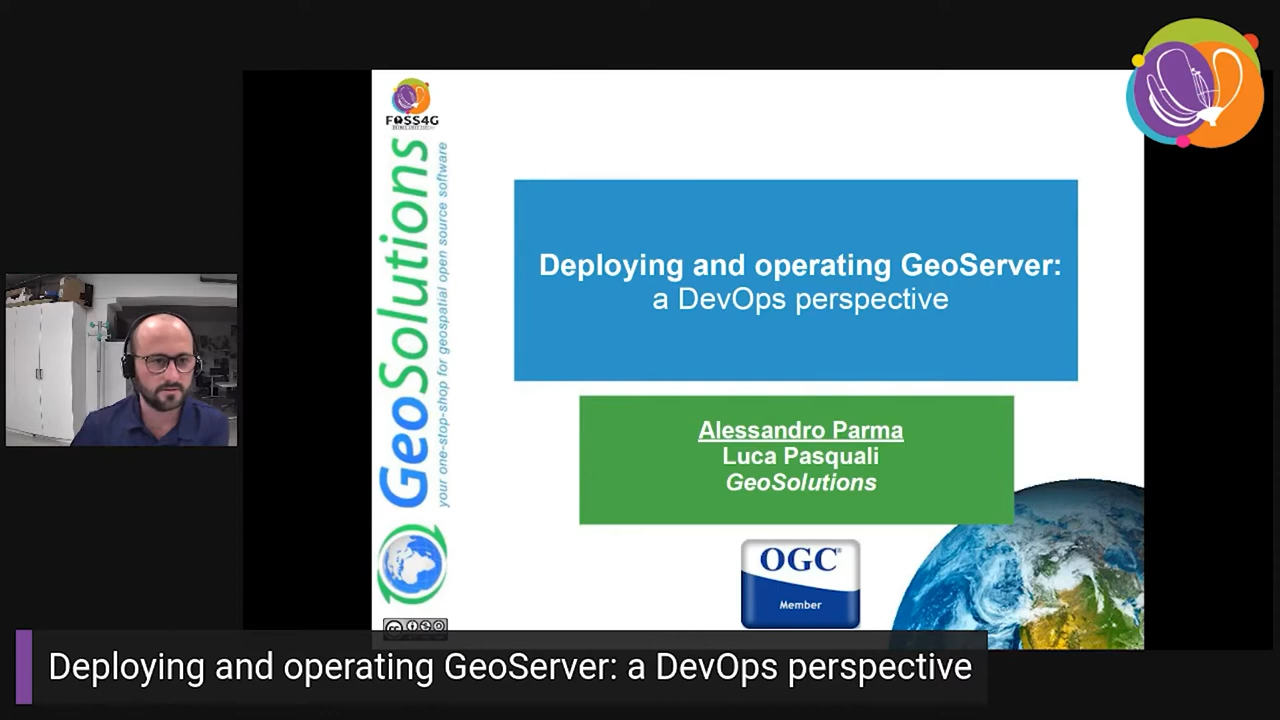 FOSS4G
GeoSolutions
your one-stop-shop for geospatial open source software
Deploying and operating GeoServer:
a DevOps perspective
Alessandro Parma
Luca Pasquali
GeoSolutions
OGC®
Member
Deploying and operating GeoServer: a DevOps perspective